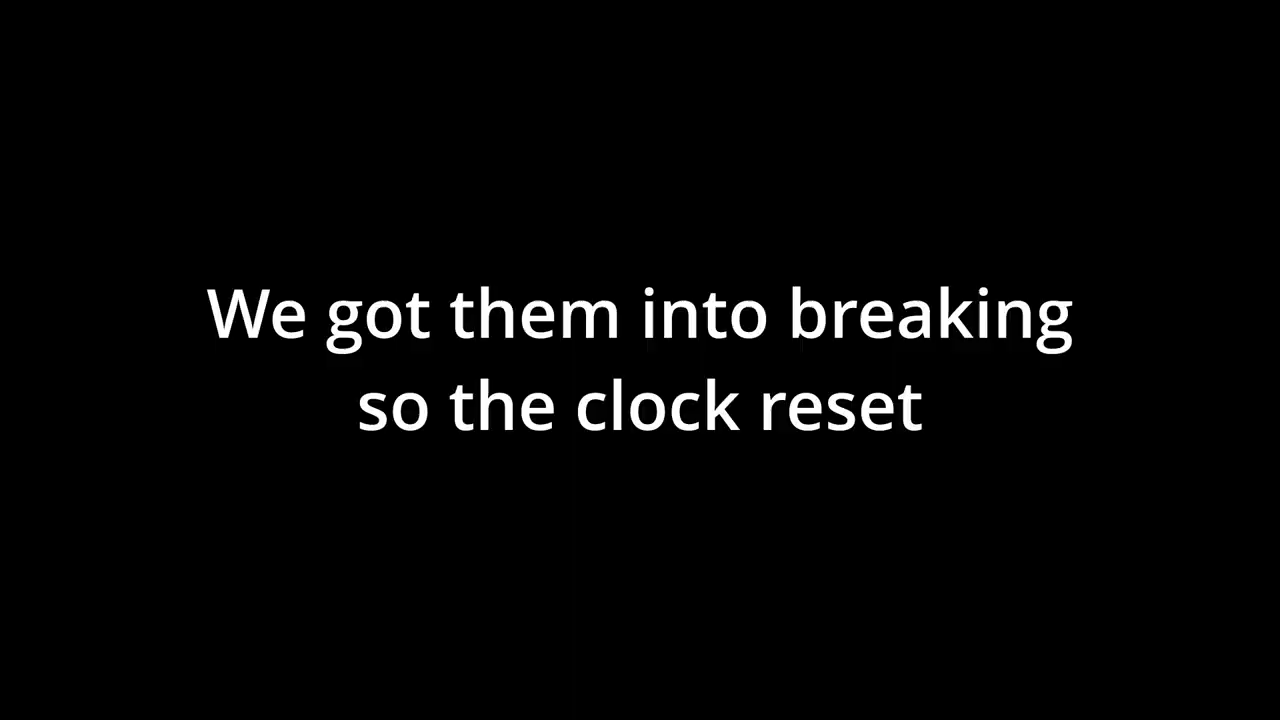 We got them into breaking
so the clock reset